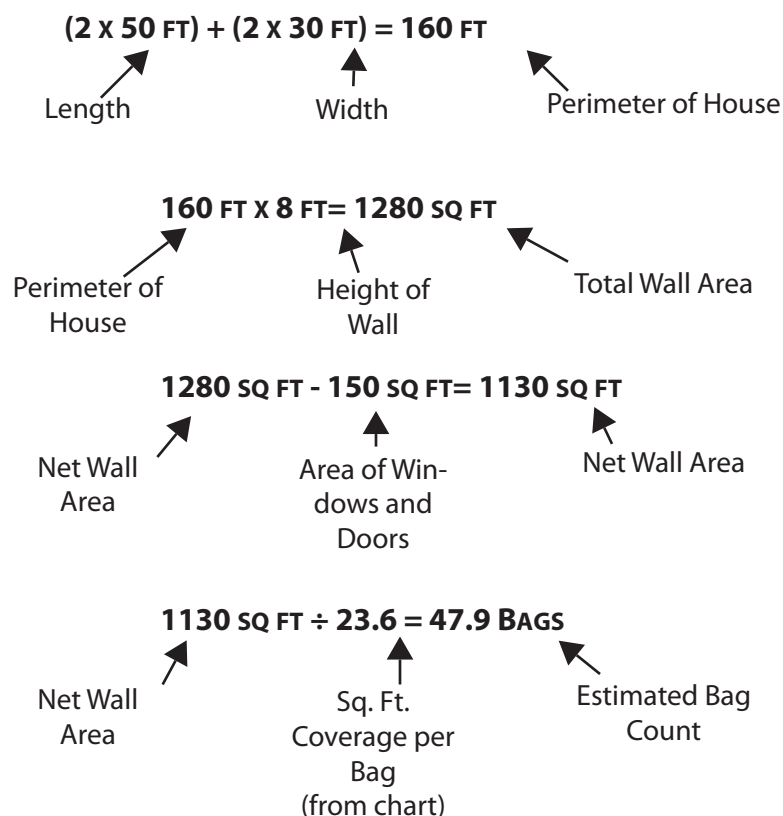 (2 X 50 FT) + (2 X 30 FT) = 160 FT
Length
Width
Perimeter of House
160 FT X 8 FT= 1280 SQ FT
Perimeter of
House
Height of
Wall
Total Wall Area
1280 SQ FT - 150 SQ FT= 1130 SQ FT
Net Wall
Area
Area of Win-
dows and
Doors
Net Wall Area
1130 SQ FT ÷ 23.6 = 47.9 BAGS
Net Wall
Area
Sq. Ft.
Coverage per
Bag
(from chart)
Estimated Bag
Count